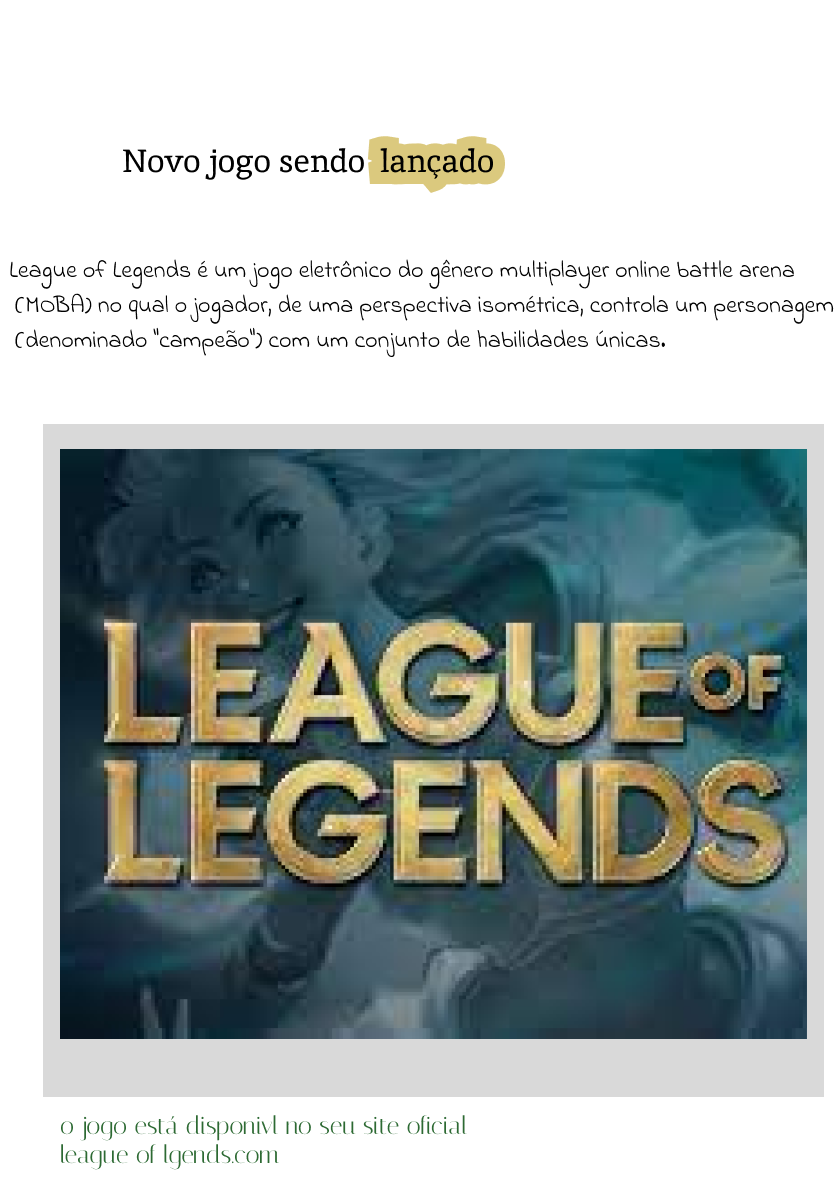 Novo jogo sendo lançado
League of Legends é um jogo eletrônico do gênero multiplayer online battle arena
(MOBA) no qual o jogador, de uma perspectiva isométrica, controla um personagem
(denominado "campeão") com um conjunto de habilidades únicas.
LEAGUE OF
LEGENDS
o jogo está disponivl no seu site oficial
league of lgends.com